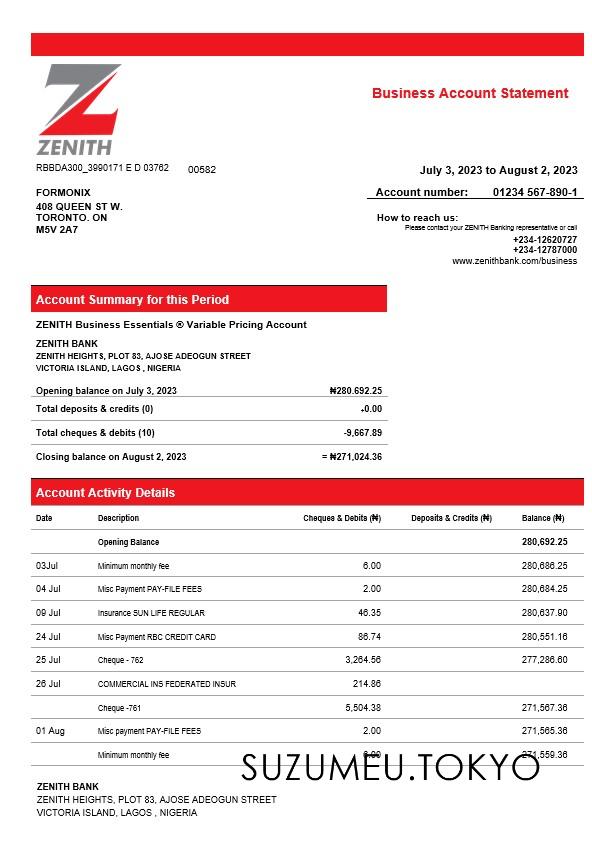 Business Account Statement
ZENITH
RBBDA300_3990171 E D 03762 00582
July 3, 2023 to August 2, 2023
FORMONIX
Account number: 01234 567-890-1
408 QUEEN ST W.
TORONTO. ON
M5V 2A7
How to reach us:
Please contact your ZENITH Banking representative or call
+234-12620727
+234-12787000
www.zenithbank.com/business
Account Summary for this Period
ZENITH Business Essentials ® Variable Pricing Account
ZENITH BANK
ZENITH HEIGHTS, PLOT 83, AJOSE ADEOGUN STREET
VICTORIA ISLAND, LAGOS , NIGERIA
Opening balance on July 3, 2023 ₦280.692.25
Total deposits & credits (0) +0.00
Total cheques & debits (10) -9,667.89
Closing balance on August 2, 2023 = ₦271,024.36
Account Activity Details
Date Description Cheques & Debits (₦) Deposits & Credits (₦) Balance (₦)
Opening Balance 280,692.25
03Jul Minimum monthly fee 6.00 280,686.25
04 Jul Misc Payment PAY-FILE FEES 2.00 280,684.25
09 Jul Insurance SUN LIFE REGULAR 46.35 280,637.90
24 Jul Misc Payment RBC CREDIT CARD 86.74 280,551.16
25 Jul Cheque - 762 3,264.56 277,286.60
26 Jul COMMERCIAL INS FEDERATED INSUR 214.86
Cheque -761 5,504.38 271,567.36
01 Aug Misc payment PAY-FILE FEES 2.00 271,565.36
Minimum monthly fee 6.00 271,559.36
SUZUMEU.TOKYO
ZENITH BANK
ZENITH HEIGHTS, PLOT 83, AJOSE ADEOGUN STREET
VICTORIA ISLAND, LAGOS , NIGERIA